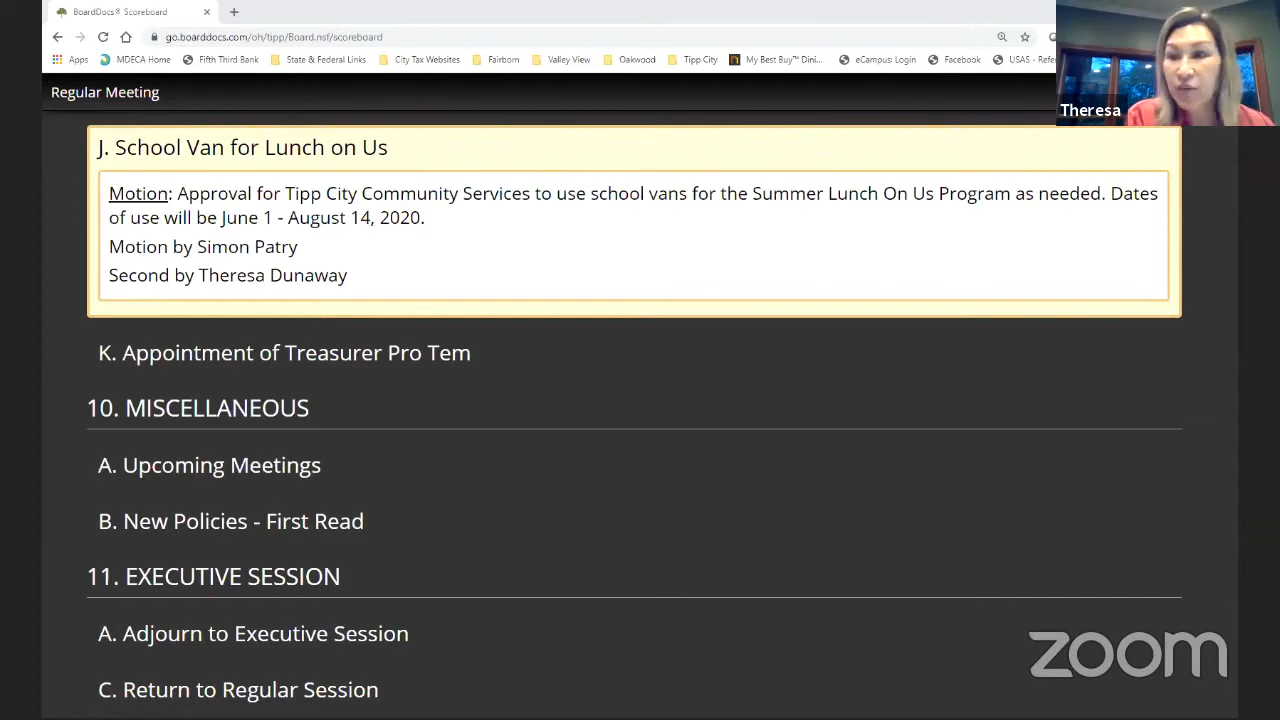 BoardDocs® Scoreboard
go.boarddocs.com/oh/tipp/Board.nsf/scoreboard
Apps MDECA Home Fifth Third Bank State & Federal Links City Tax Websites Fairborn Valley View Oakwood Tipp City My Best Buy™ Dini... eCampus: Login Facebook USAS - Refer
Regular Meeting
Theresa
J. School Van for Lunch on Us
Motion: Approval for Tipp City Community Services to use school vans for the Summer Lunch On Us Program as needed. Dates
of use will be June 1 - August 14, 2020.
Motion by Simon Patry
Second by Theresa Dunaway
K. Appointment of Treasurer Pro Tem
10. MISCELLANEOUS
A. Upcoming Meetings
B. New Policies - First Read
11. EXECUTIVE SESSION
A. Adjourn to Executive Session
C. Return to Regular Session
zoom